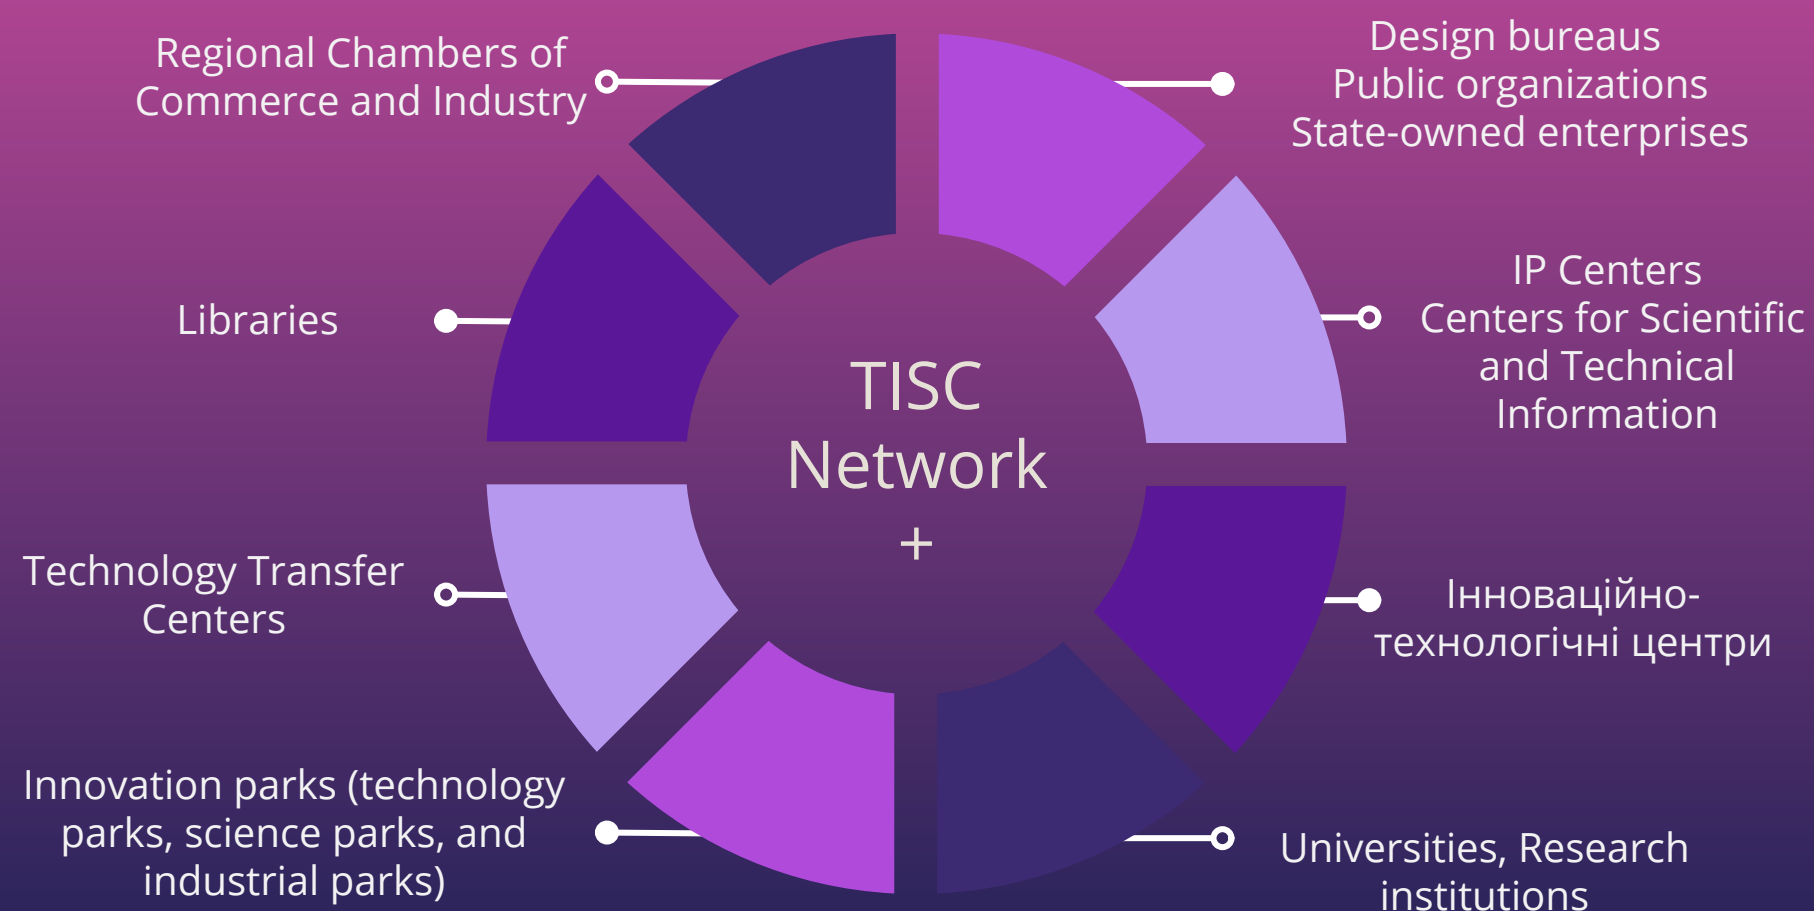 Regional Chambers of
Commerce and Industry
Design bureaus
Public organizations
State-owned enterprises
Libraries
IP Centers
Centers for Scientific
and Technical
Information
TISC
Network
+
Technology Transfer
Centers
Інноваційно-
технологічні центри
Innovation parks (technology
parks, science parks, and
industrial parks)
Universities, Research
institutions